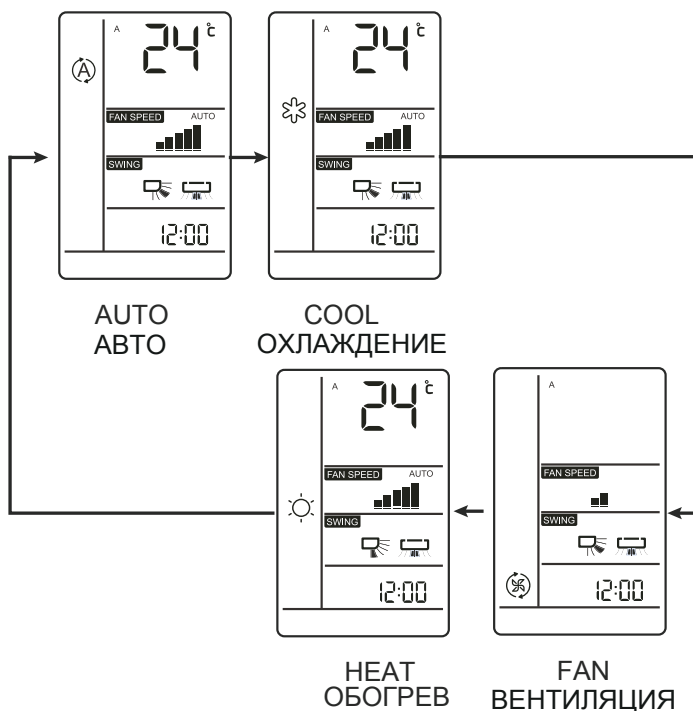 A
24 °C
FAN SPEED AUTO
SWING
12:00
AUTO
АВТО
A
24 °C
FAN SPEED AUTO
SWING
12:00
COOL
ОХЛАЖДЕНИЕ
A
24 °C
FAN SPEED AUTO
SWING
12:00
HEAT
ОБОГРЕВ
A
FAN SPEED
SWING
12:00
FAN
ВЕНТИЛЯЦИЯ